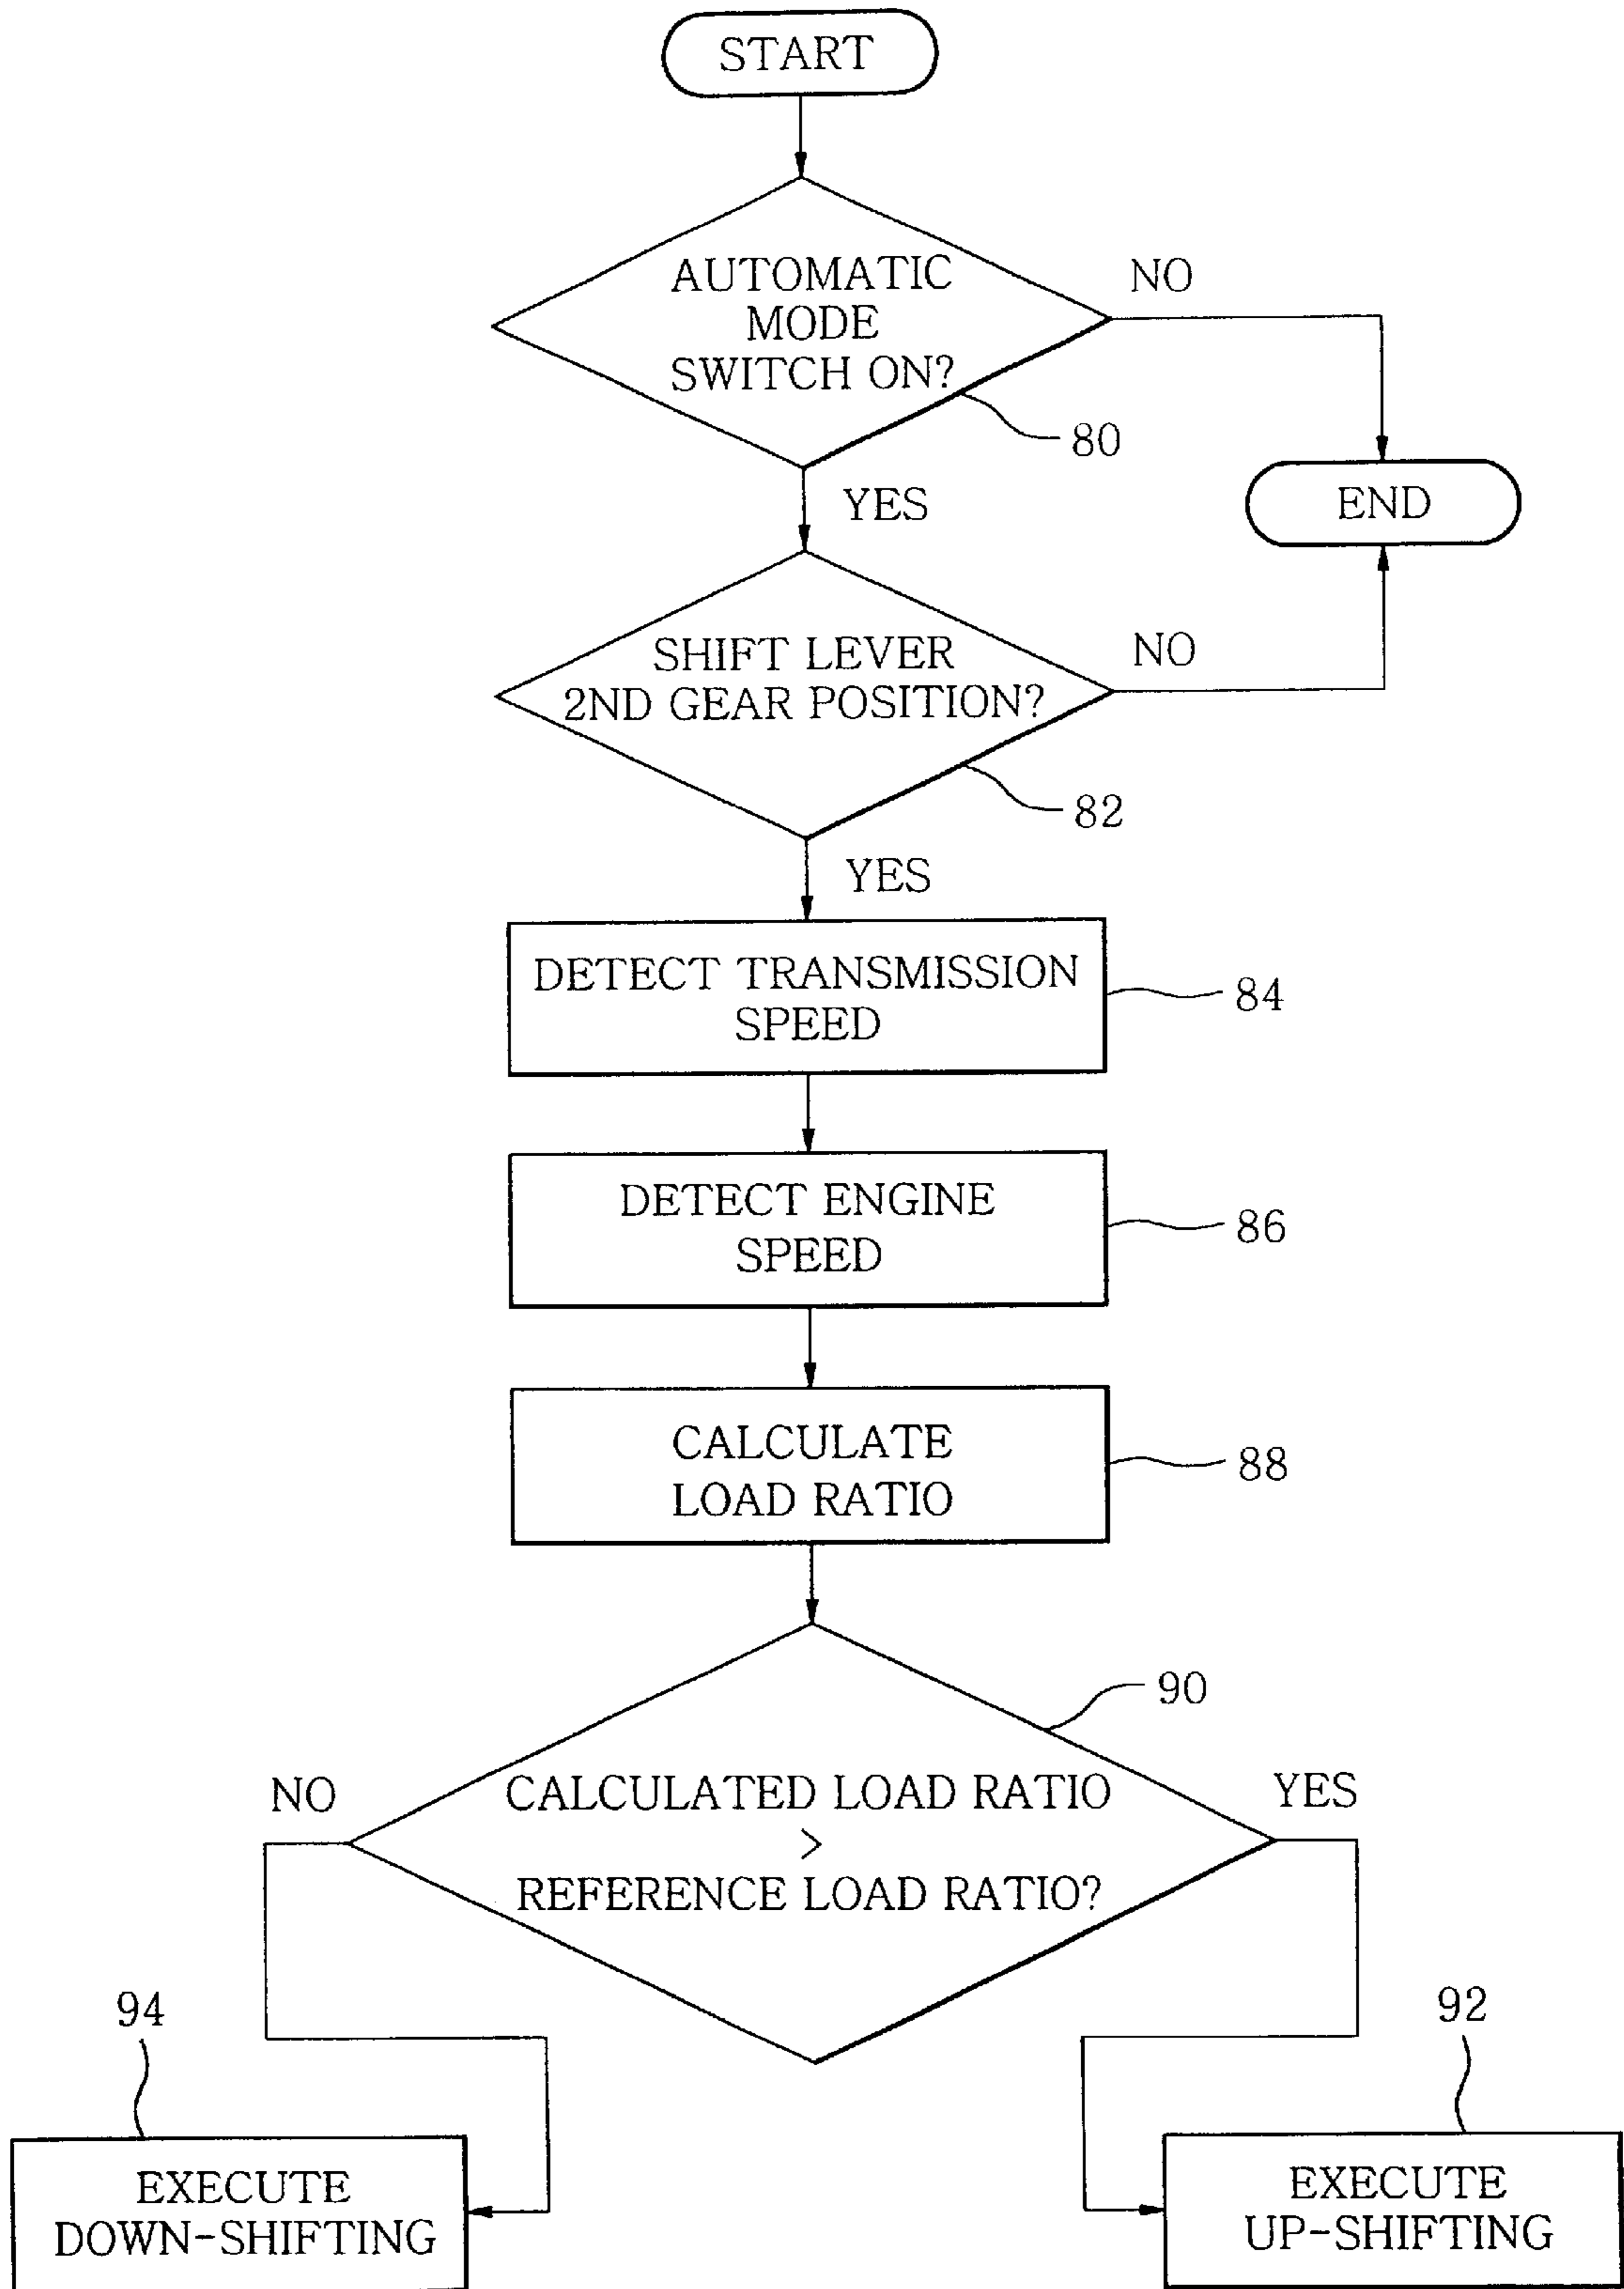 START
AUTOMATIC
MODE
SWITCH ON?
NO
80
YES
END
SHIFT LEVER
2ND GEAR POSITION?
NO
82
YES
DETECT TRANSMISSION
SPEED
84
DETECT ENGINE
SPEED
86
CALCULATE
LOAD RATIO
88
90
NO
CALCULATED LOAD RATIO
>
REFERENCE LOAD RATIO?
YES
94
92
EXECUTE
DOWN-SHIFTING
EXECUTE
UP-SHIFTING